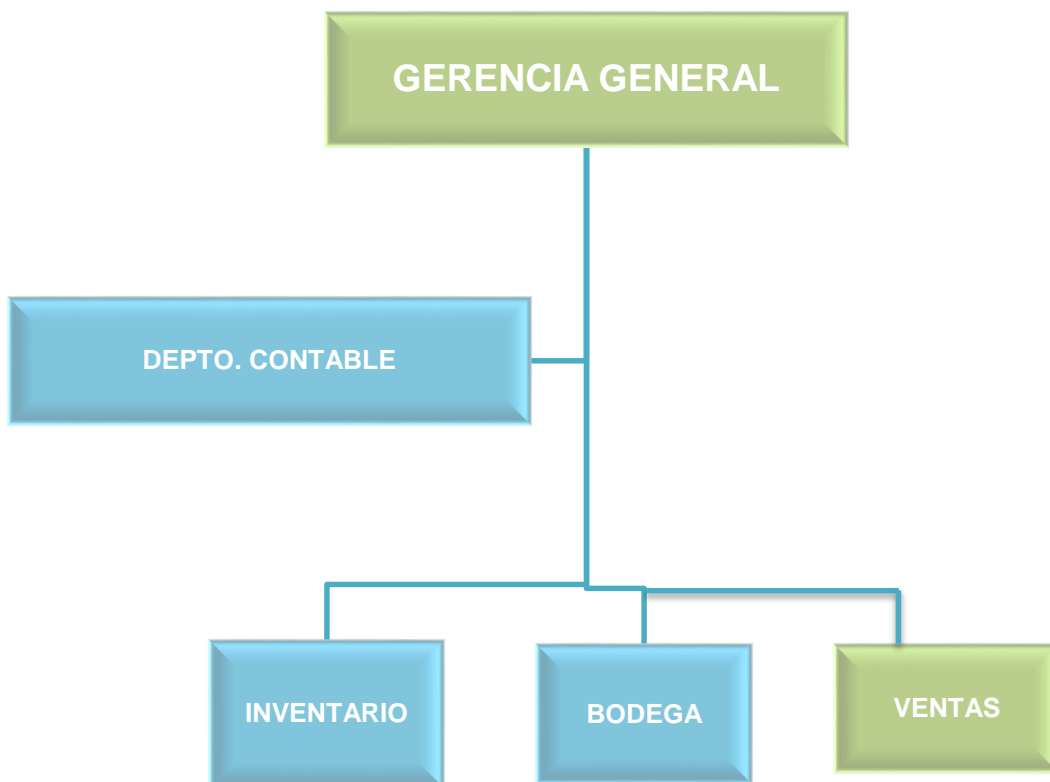 GERENCIA GENERAL
DEPTO. CONTABLE
INVENTARIO
BODEGA
VENTAS